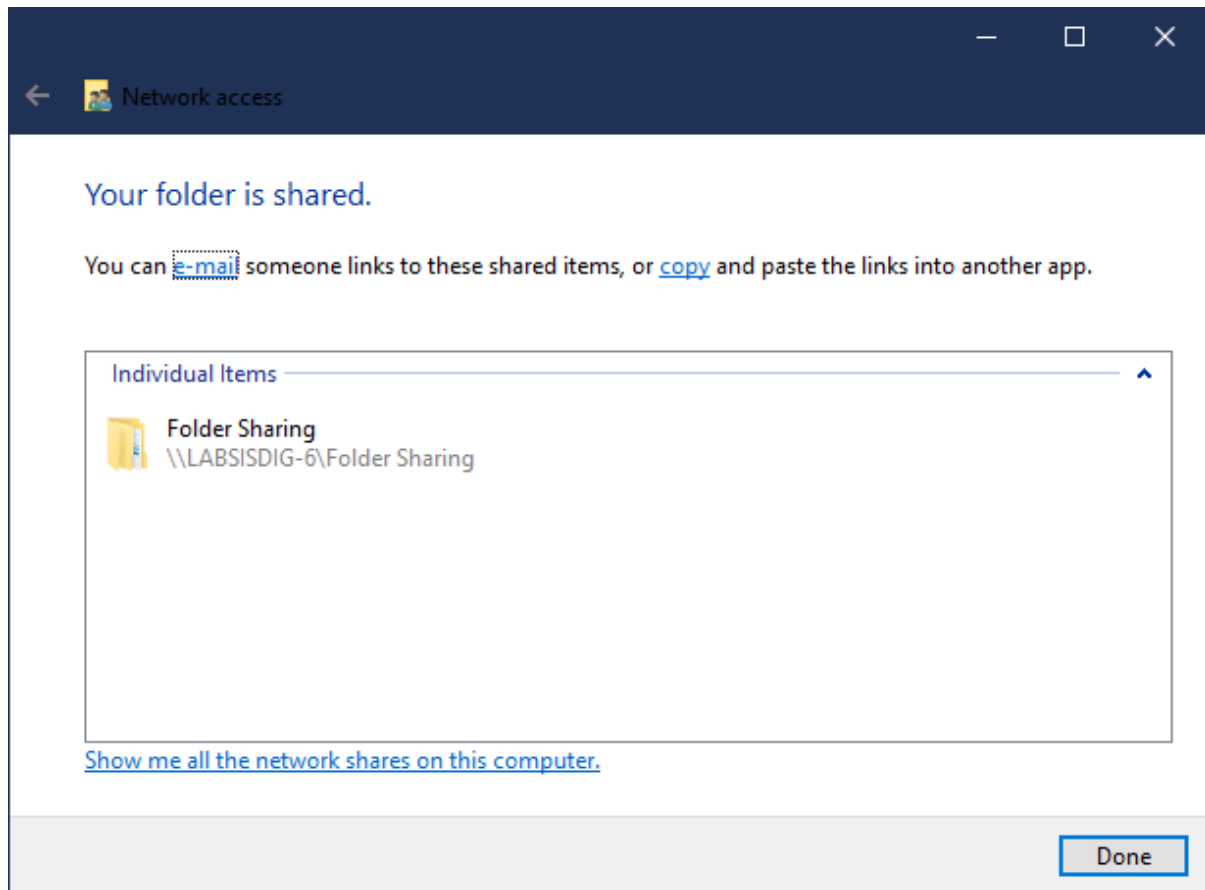 Network access
Your folder is shared.
You can e-mail someone links to these shared items, or copy and paste the links into another app.
Individual Items
Folder Sharing
\\LABSISDIG-6\Folder Sharing
Show me all the network shares on this computer.
Done